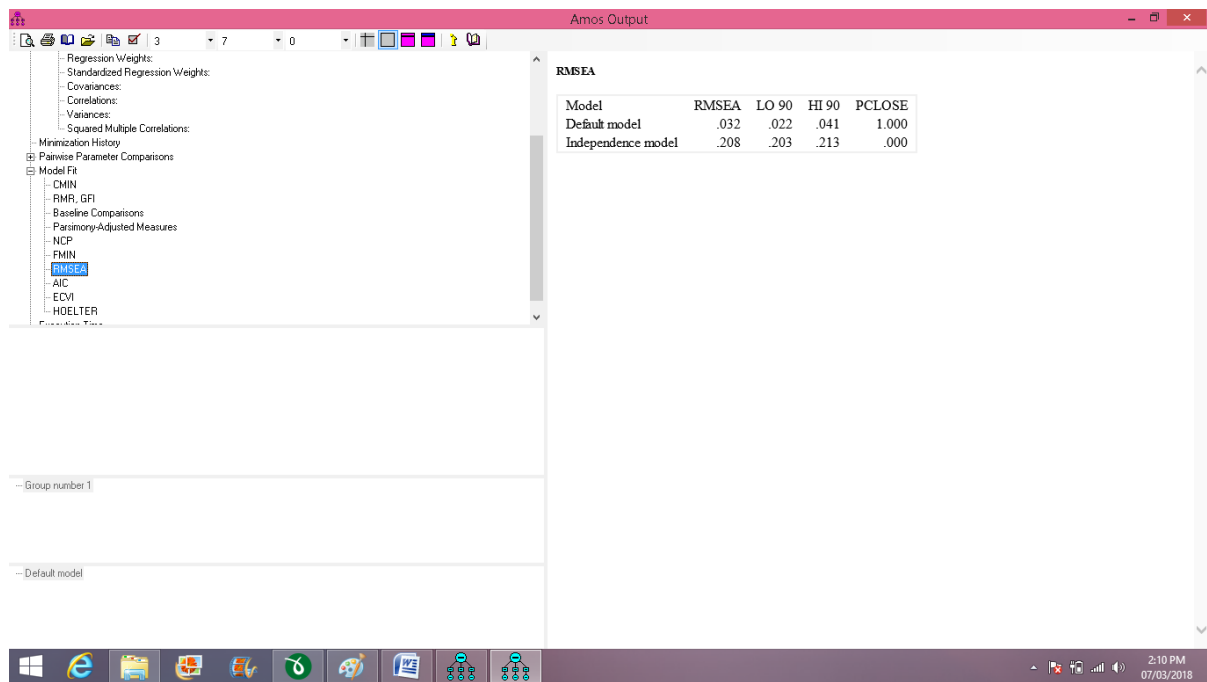 Amos Output
3 7 0
Regression Weights:
Standardized Regression Weights:
Covariances:
Correlations:
Variances:
Squared Multiple Correlations:
Minimization History
Pairwise Parameter Comparisons
Model Fit
CMIN
RMR, GFI
Baseline Comparisons
Parsimony-Adjusted Measures
NCP
FMIN
RMSEA
AIC
ECVI
HOELTER
Execution Time
Group number 1
Default model
RMSEA
Model RMSEA LO 90 HI 90 PCLOSE
Default model .032 .022 .041 1.000
Independence model .208 .203 .213 .000
2:10 PM
07/03/2018